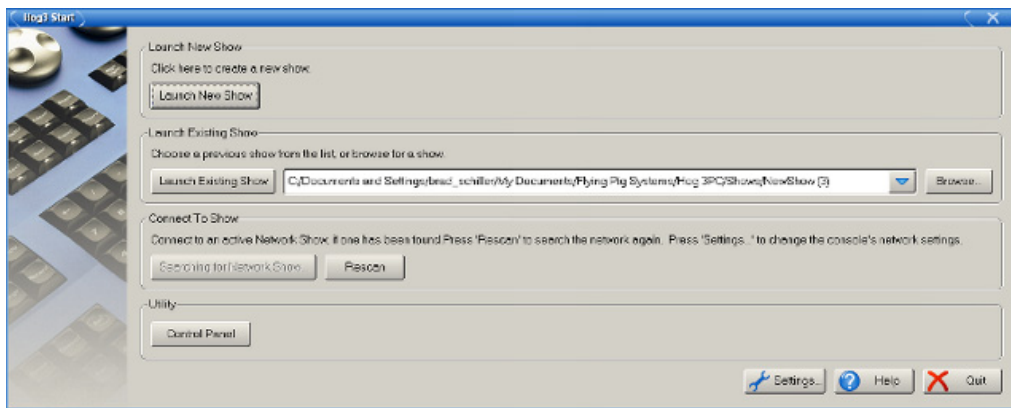 Hog3 Start
Launch New Show
Click here to create a new show.
Launch New Show
Launch Existing Show
Choose a previous show from the list, or browse for a show.
Launch Existing Show C:/Documents and Settings/brad_schiller/My Documents/Flying Pig Systems/Hog 3PC/Shows/NewShow (3) Browse...
Connect To Show
Connect to an active Network Show, if one has been found Press 'Rescan' to search the network again. Press 'Settings...' to change the console's network settings.
Searching for Network Show Rescan
Utility
Control Panel
Settings... Help Quit